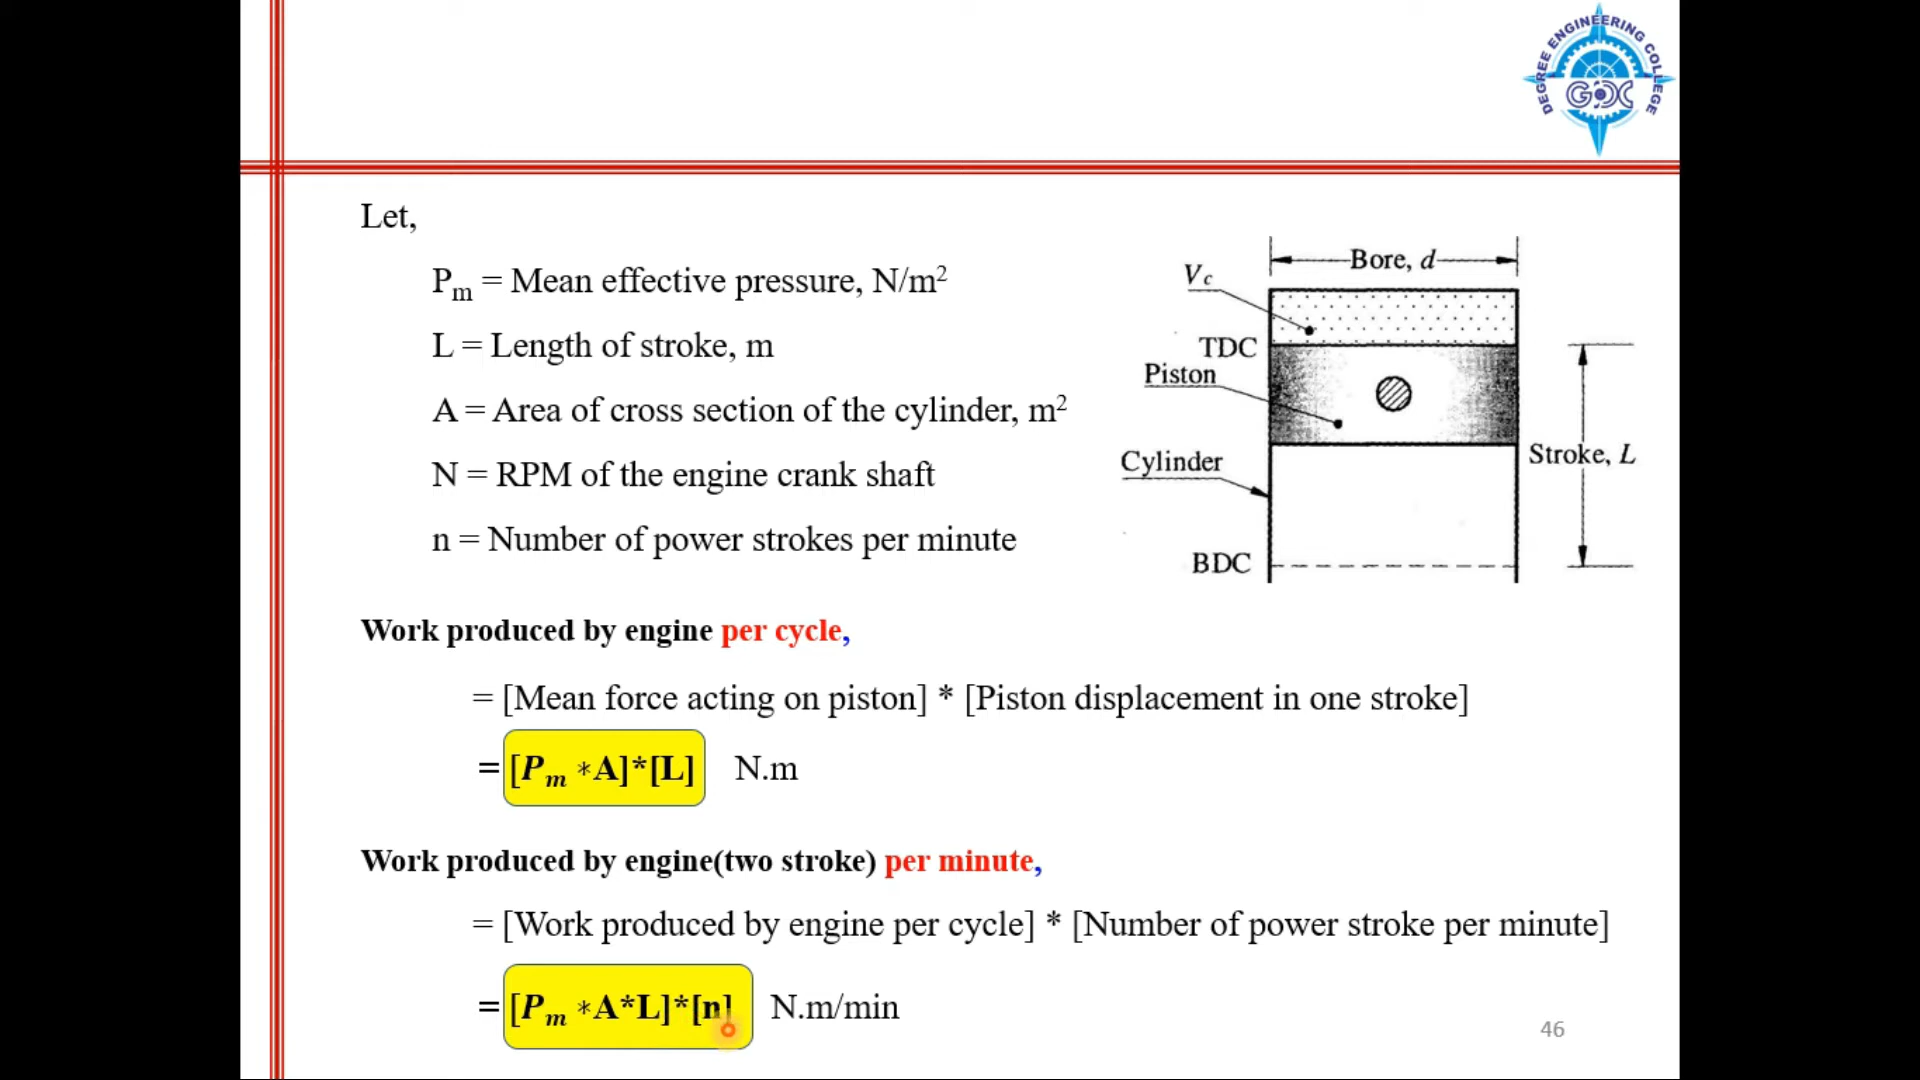 DEGREE ENGINEERING COLLEGE
GDC
Let,
Pm = Mean effective pressure, N/m²
L = Length of stroke, m
A = Area of cross section of the cylinder, m²
N = RPM of the engine crank shaft
n = Number of power strokes per minute
Bore, d
Vc
TDC
Piston
Cylinder
Stroke, L
BDC
Work produced by engine per cycle,
= [Mean force acting on piston] * [Piston displacement in one stroke]
= [Pm *A]*[L] N.m
Work produced by engine(two stroke) per minute,
= [Work produced by engine per cycle] * [Number of power stroke per minute]
= [Pm *A*L]*[n] N.m/min
46